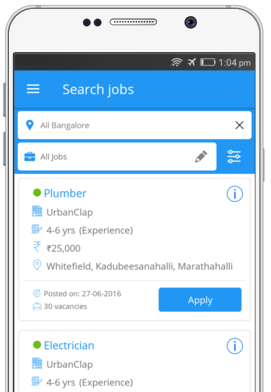 1:04 pm
Search jobs
All Bangalore
All Jobs
Plumber
UrbanClap
4-6 yrs (Experience)
₹25,000
Whitefield, Kadubeesanahalli, Marathahalli
Posted on: 27-06-2016
30 vacancies
Apply
Electrician
UrbanClap
4-6 yrs (Experience)